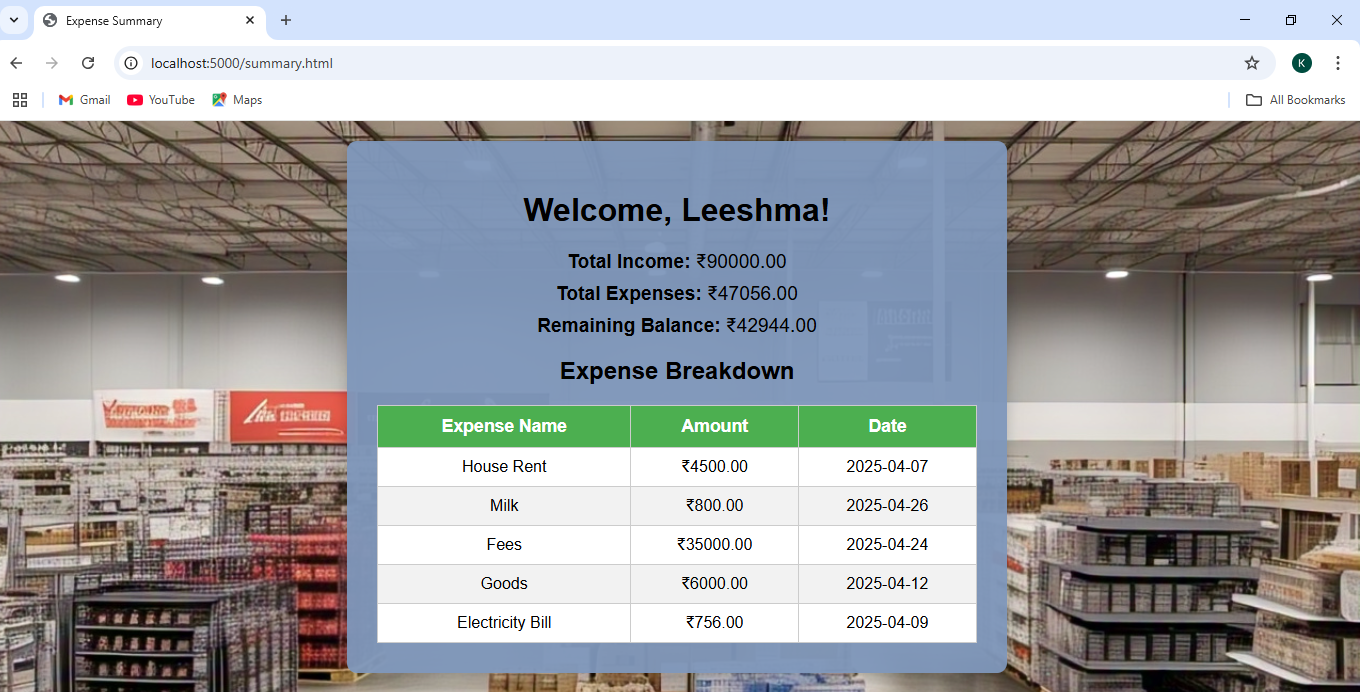 Expense Summary
localhost:5000/summary.html
K
Gmail YouTube Maps All Bookmarks
Welcome, Leeshma!
Total Income: ₹90000.00
Total Expenses: ₹47056.00
Remaining Balance: ₹42944.00
Expense Breakdown
Expense Name Amount Date
House Rent ₹4500.00 2025-04-07
Milk ₹800.00 2025-04-26
Fees ₹35000.00 2025-04-24
Goods ₹6000.00 2025-04-12
Electricity Bill ₹756.00 2025-04-09